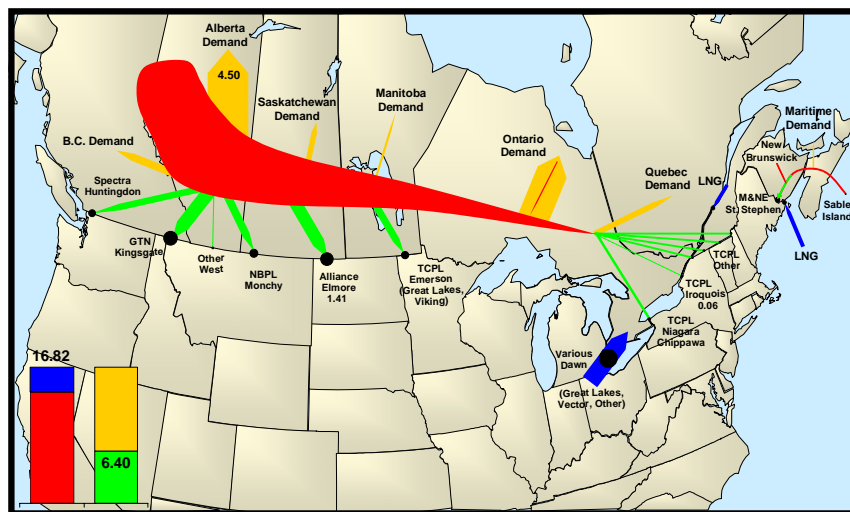 Alberta
Demand
4.50
Saskatchewan
Demand
Manitoba
Demand
B.C. Demand
Spectra
Huntingdon
Ontario
Demand
Quebec
Demand
LNG
Maritime
Demand
New
Brunswick
M&NE
St. Stephen
Sable
Island
LNG
GTN
Kingsgate
Other
West
NBPL
Monchy
Alliance
Elmore
1.41
TCPL
Emerson
(Great Lakes,
Viking)
TCPL
Other
TCPL
Iroquois
0.06
TCPL
Niagara
Chippawa
Various
Dawn
(Great Lakes,
Vector, Other)
16.82
6.40